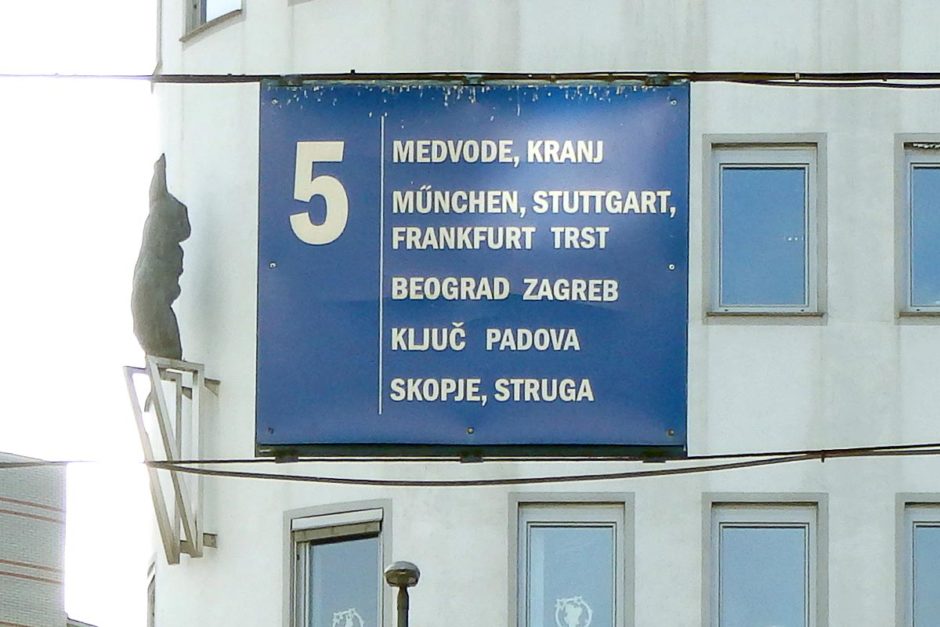 5
MEDVODE, KRANJ
MŰNCHEN, STUTTGART,
FRANKFURT TRST
BEOGRAD ZAGREB
KLJUČ PADOVA
SKOPJE, STRUGA